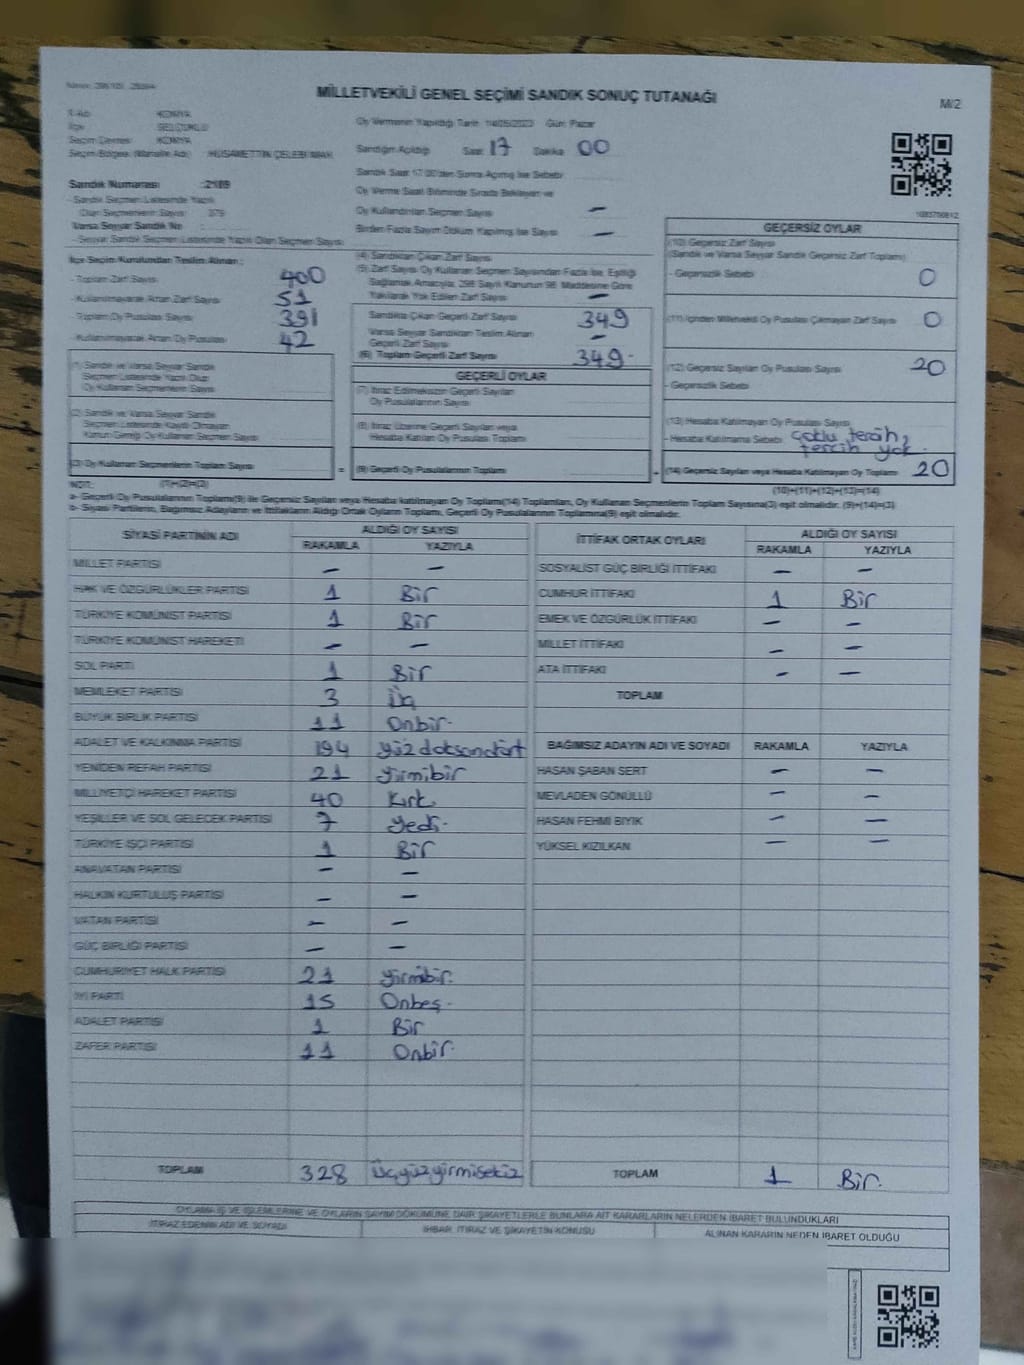 MİLLETVEKİLİ GENEL SEÇİMİ SANDIK SONUÇ TUTANAĞI
M/2
İl Adı KONYA
İlçe SELÇUKLU
Seçim Çevresi KONYA
Seçim Bölgesi (Mahalle Adı) HÜSAMETTİN ÇELEBİ MAH.
Oy Vermenin Yapıldığı Tarih 14/05/2023 Gün: Pazar
Sandığın Açıldığı Saat 17 Dakika 00
Sandık Saat 17.00'den Sonra Açılmış İse Sebebi
Oy Verme Saati Bitiminde Sırada Bekleyen ve
Oy Kullandırılan Seçmen Sayısı –
Birden Fazla Sayım Döküm Yapılmış İse Sayısı –
Sandık Numarası :2189
- Sandık Seçmen Listesinde Yazılı
Olan Seçmenlerin Sayısı 379
Varsa Seyyar Sandık No
- Seyyar Sandık Seçmen Listesinde Yazılı Olan Seçmen Sayısı
İlçe Seçim Kurulundan Teslim Alınan;
- Toplam Zarf Sayısı 400
- Kullanılmayarak Artan Zarf Sayısı 51
- Toplam Oy Pusulası Sayısı 391
- Kullanılmayarak Artan Oy Pusulası 42
(1) Sandık ve Varsa Seyyar Sandık
Seçmen Listesinde Yazılı Olup
Oy Kullanan Seçmenlerin Sayısı
(2) Sandık ve Varsa Seyyar Sandık
Seçmen Listesinde Kaydı Olmayan
Kanun Gereği Oy Kullanan Seçmen Sayısı
(3) Oy Kullanan Seçmenlerin Toplam Sayısı
(1)+(2)=(3)
(4) Sandıktan Çıkan Zarf Sayısı
(5) Zarf Sayısı Oy Kullanan Seçmen Sayısından Fazla İse, Eşitliği
Sağlamak Amacıyla, 298 Sayılı Kanunun 98. Maddesine Göre
Yakılarak Yok Edilen Zarf Sayısı –
Sandıkta Çıkan Geçerli Zarf Sayısı 349
Varsa Seyyar Sandıktan Teslim Alınan
Geçerli Zarf Sayısı –
(6) Toplam Geçerli Zarf Sayısı 349-
GEÇERLİ OYLAR
(7) İtiraz Edilmeksizin Geçerli Sayılan
Oy Pusulalarının Sayısı
(8) İtiraz Üzerine Geçerli Sayılan veya
Hesaba Katılan Oy Pusulası Toplamı
= (9) Geçerli Oy Pusulalarının Toplamı
GEÇERSİZ OYLAR
(10) Geçersiz Zarf Sayısı
(Sandık ve Varsa Seyyar Sandık Geçersiz Zarf Toplamı)
- Geçersizlik Sebebi 0
(11) İçinden Milletvekili Oy Pusulası Çıkmayan Zarf Sayısı 0
(12) Geçersiz Sayılan Oy Pusulası Sayısı 20
- Geçersizlik Sebebi
(13) Hesaba Katılmayan Oy Pusulası Sayısı
- Hesaba Katılmama Sebebi çoklu tercih,
tercih yok.
+ (14) Geçersiz Sayılan veya Hesaba Katılmayan Oy Toplamı 20
(10)+(11)+(12)+(13)=(14)
NOT:
a- Geçerli Oy Pusulalarının Toplamı(9) ile Geçersiz Sayılan veya Hesaba katılmayan Oy Toplamı(14) Toplamları, Oy Kullanan Seçmenlerin Toplam Sayısına(3) eşit olmalıdır. (9)+(14)=(3)
b- Siyasi Partilerin, Bağımsız Adayların ve İttifakların Aldığı Ortak Oyların Toplamı, Geçerli Oy Pusulalarının Toplamına(9) eşit olmalıdır.
SİYASİ PARTİNİN ADI ALDIĞI OY SAYISI
RAKAMLA YAZIYLA
MİLLET PARTİSİ – –
HAK VE ÖZGÜRLÜKLER PARTİSİ 1 Bir
TÜRKİYE KOMÜNİST PARTİSİ 1 Bir
TÜRKİYE KOMÜNİST HAREKETİ – –
SOL PARTİ 1 Bir
MEMLEKET PARTİSİ 3 Üç
BÜYÜK BİRLİK PARTİSİ 11 Onbir.
ADALET VE KALKINMA PARTİSİ 194 yüz doksandört
YENİDEN REFAH PARTİSİ 21 yirmibir
MİLLİYETÇİ HAREKET PARTİSİ 40 Kırk
YEŞİLLER VE SOL GELECEK PARTİSİ 7 yedi.
TÜRKİYE İŞÇİ PARTİSİ 1 Bir
ANAVATAN PARTİSİ – –
HALKIN KURTULUŞ PARTİSİ – –
VATAN PARTİSİ – –
GÜÇ BİRLİĞİ PARTİSİ – –
CUMHURİYET HALK PARTİSİ 21 yirmibir.
İYİ PARTİ 15 Onbeş.
ADALET PARTİSİ 1 Bir
ZAFER PARTİSİ 11 Onbir.
TOPLAM 328 Üçyüzyirmisekiz
İTTİFAK ORTAK OYLARI ALDIĞI OY SAYISI
RAKAMLA YAZIYLA
SOSYALİST GÜÇ BİRLİĞİ İTTİFAKI – –
CUMHUR İTTİFAKI 1 Bir
EMEK VE ÖZGÜRLÜK İTTİFAKI – –
MİLLET İTTİFAKI – –
ATA İTTİFAKI – –
TOPLAM
BAĞIMSIZ ADAYIN ADI VE SOYADI RAKAMLA YAZIYLA
HASAN ŞABAN SERT – –
MEVLADEN GÖNÜLLÜ – –
HASAN FEHMİ BIYIK – –
YÜKSEL KIZILKAN – –
TOPLAM 1 Bir.
OYLAMA İŞ VE İŞLEMLERİNE VE OYLARIN SAYIM DÖKÜMÜNE DAİR ŞİKAYETLERLE BUNLARA AİT KARARLARIN NELERDEN İBARET BULUNDUKLARI
İTİRAZ EDENİN ADI VE SOYADI İHBAR, İTİRAZ VE ŞİKAYETİN KONUSU ALINAN KARARIN NEDEN İBARET OLDUĞU